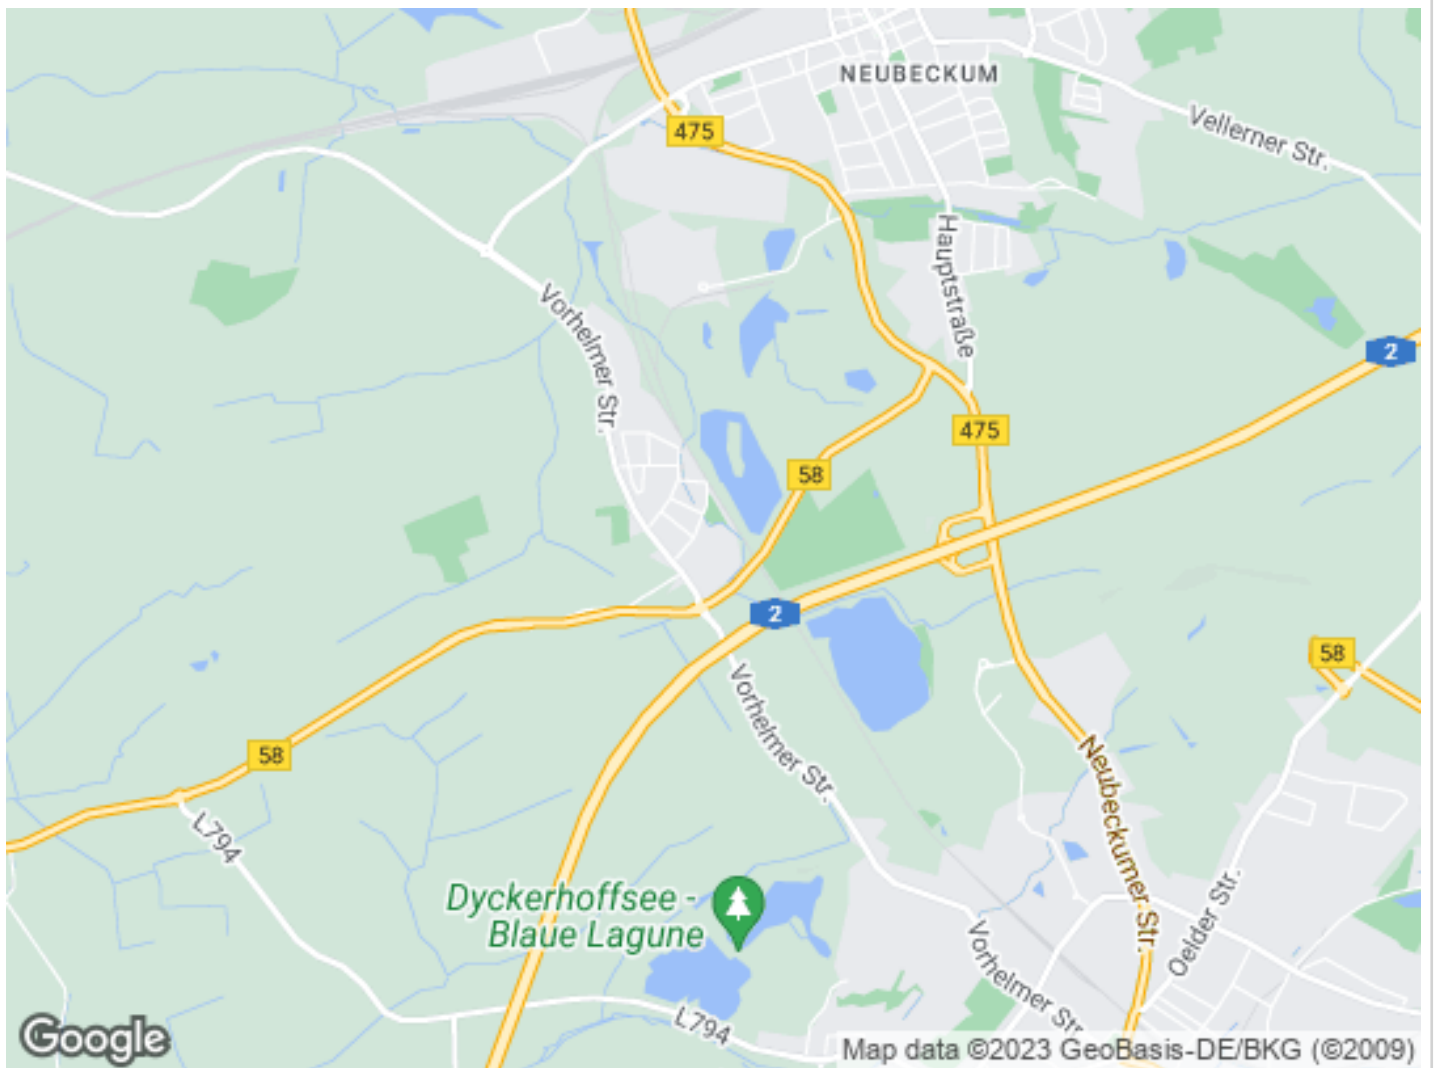 NEUBECKUM
475
Vellerner Str.
Hauptstraße
Vorhelmer Str.
2
475
58
2
58
Vorhelmer Str.
58
Neubeckumer Str.
L794
Dyckerhoffsee -
Blaue Lagune
Oelder Str.
Vorhelmer Str.
L794
Google
Map data ©2023 GeoBasis-DE/BKG (©2009)